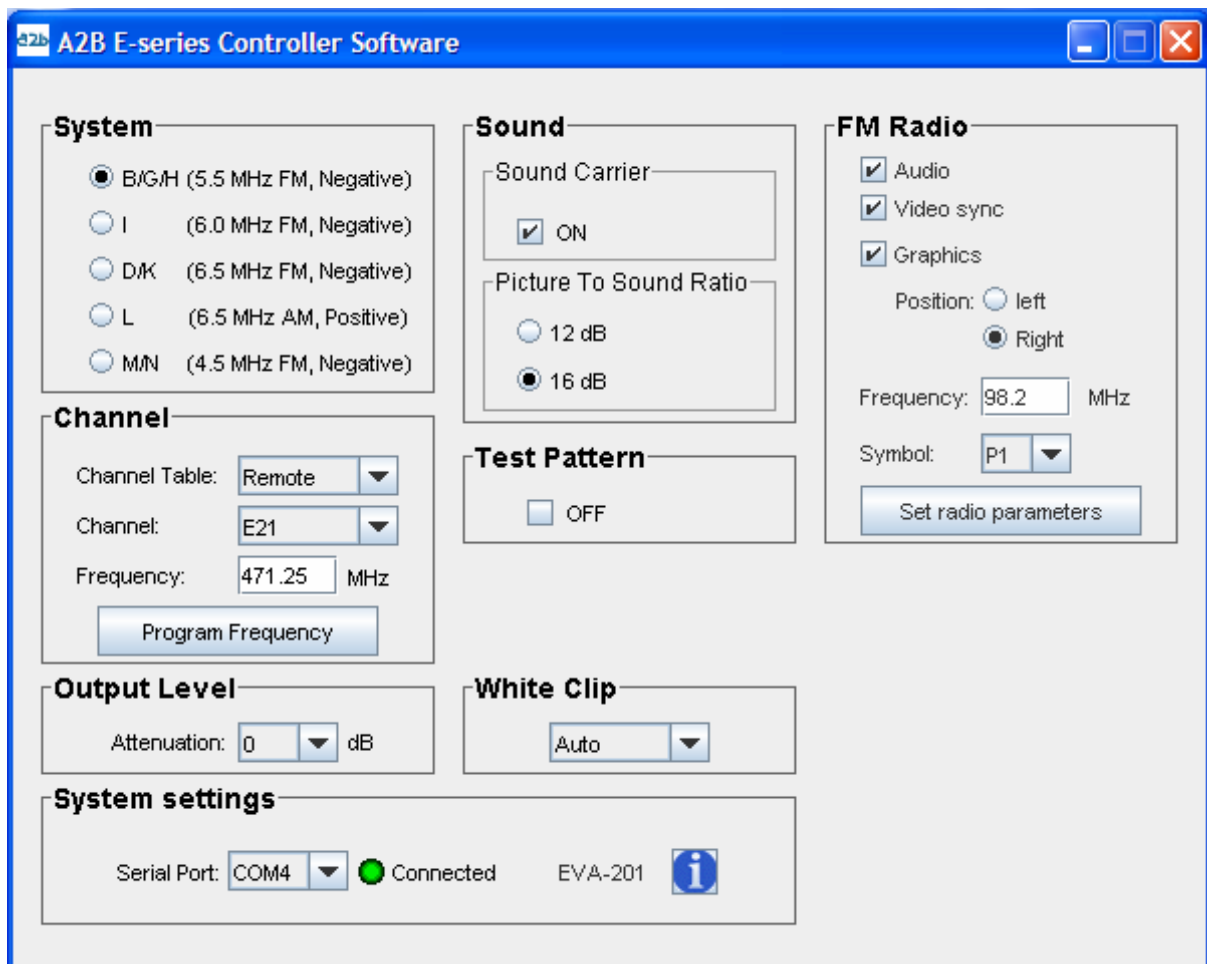 a2b A2B E-series Controller Software
System
B/G/H (5.5 MHz FM, Negative)
I (6.0 MHz FM, Negative)
D/K (6.5 MHz FM, Negative)
L (6.5 MHz AM, Positive)
M/N (4.5 MHz FM, Negative)
Channel
Channel Table: Remote
Channel: E21
Frequency: 471.25 MHz
Program Frequency
Output Level
Attenuation: 0 dB
Sound
Sound Carrier
ON
Picture To Sound Ratio
12 dB
16 dB
Test Pattern
OFF
White Clip
Auto
FM Radio
Audio
Video sync
Graphics
Position: left
Right
Frequency: 98.2 MHz
Symbol: P1
Set radio parameters
System settings
Serial Port: COM4 Connected EVA-201 i